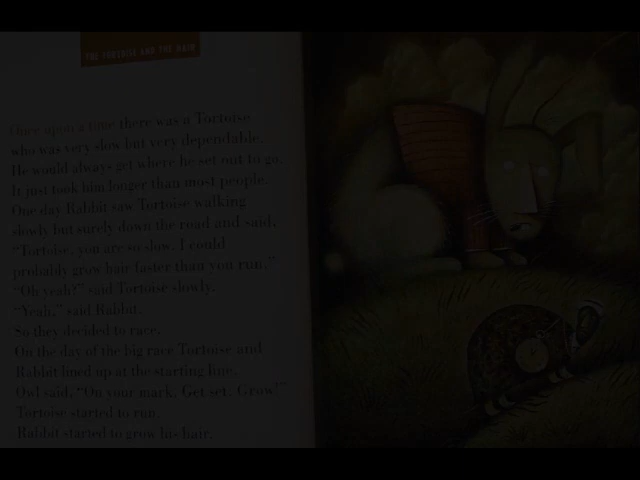 THE TORTOISE AND THE HAIR
Once upon a time there was a Tortoise
who was very slow but very dependable.
He would always get where he set out to go.
It just took him longer than most people.
One day Rabbit saw Tortoise walking
slowly but surely down the road and said,
“Tortoise, you are so slow. I could
probably grow hair faster than you run.”
“Oh yeah?” said Tortoise slowly.
“Yeah,” said Rabbit.
So they decided to race.
On the day of the big race Tortoise and
Rabbit lined up at the starting line.
Owl said, “On your mark. Get set. Grow!”
Tortoise started to run.
Rabbit started to grow his hair.